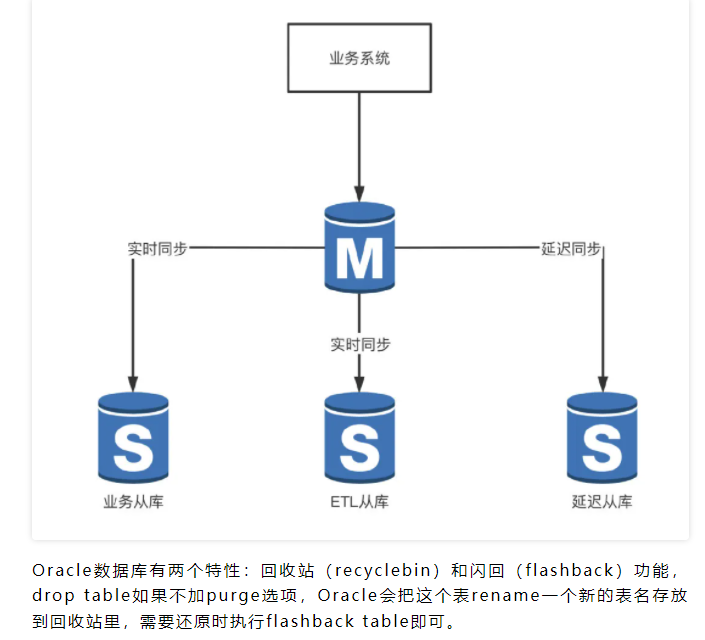 业务系统
M
实时同步
延迟同步
实时同步
S
S
S
业务从库
ETL从库
延迟从库
Oracle数据库有两个特性：回收站（recyclebin）和闪回（flashback）功能，
drop table如果不加purge选项，Oracle会把这个表rename一个新的表名存放
到回收站里，需要还原时执行flashback table即可。